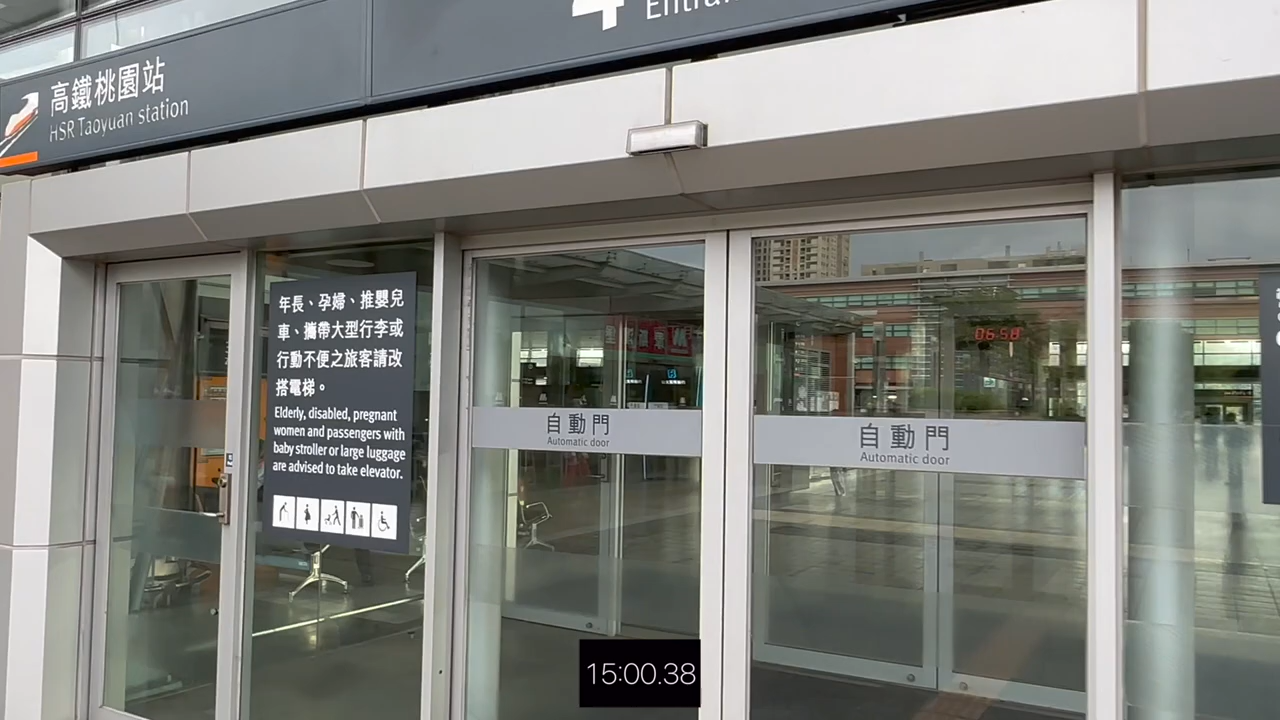 4
高鐵桃園站
HSR Taoyuan station
年長、孕婦、推嬰兒
車、攜帶大型行李或
行動不便之旅客請改
搭電梯。
Elderly, disabled, pregnant
women and passengers with
baby stroller or large luggage
are advised to take elevator.
06:58
自動門
Automatic door
自動門
Automatic door
15:00.38